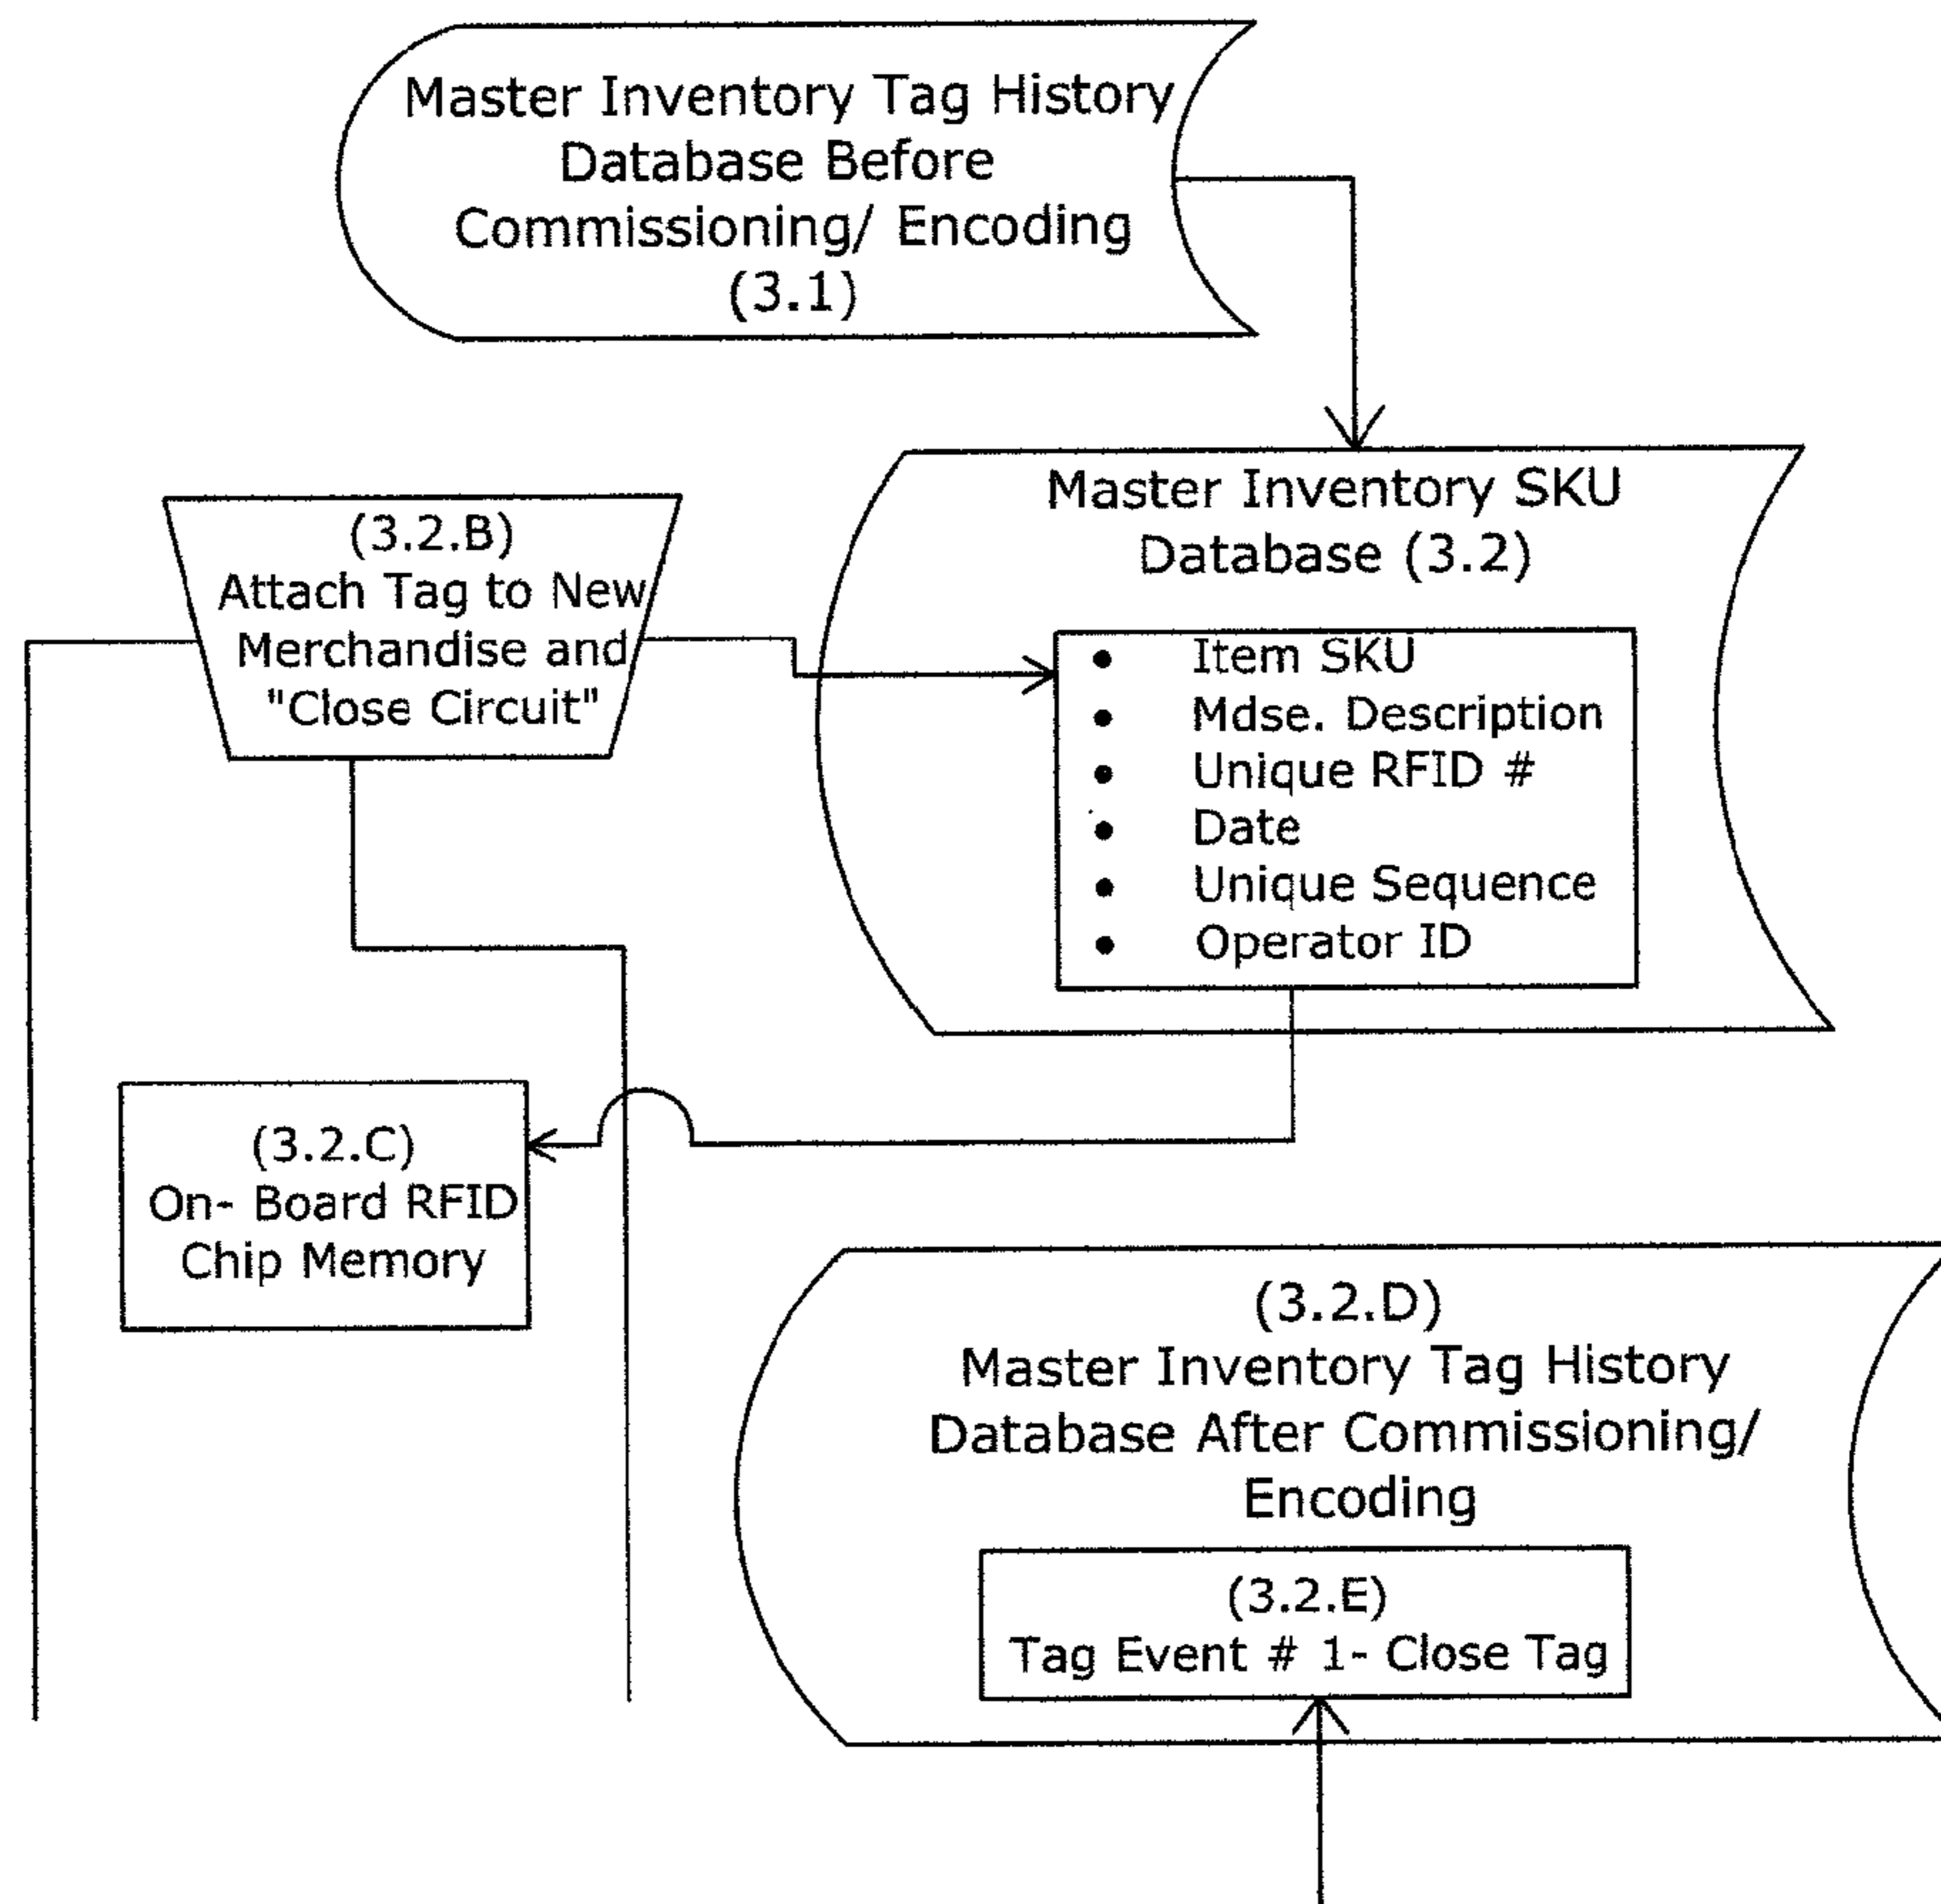 Master Inventory Tag History
Database Before
Commissioning/ Encoding
(3.1)
Master Inventory SKU
Database (3.2)
(3.2.B)
Attach Tag to New
Merchandise and
"Close Circuit"
• Item SKU
• Mdse. Description
• Unique RFID #
• Date
• Unique Sequence
• Operator ID
(3.2.C)
On- Board RFID
Chip Memory
(3.2.D)
Master Inventory Tag History
Database After Commissioning/
Encoding
(3.2.E)
Tag Event # 1- Close Tag